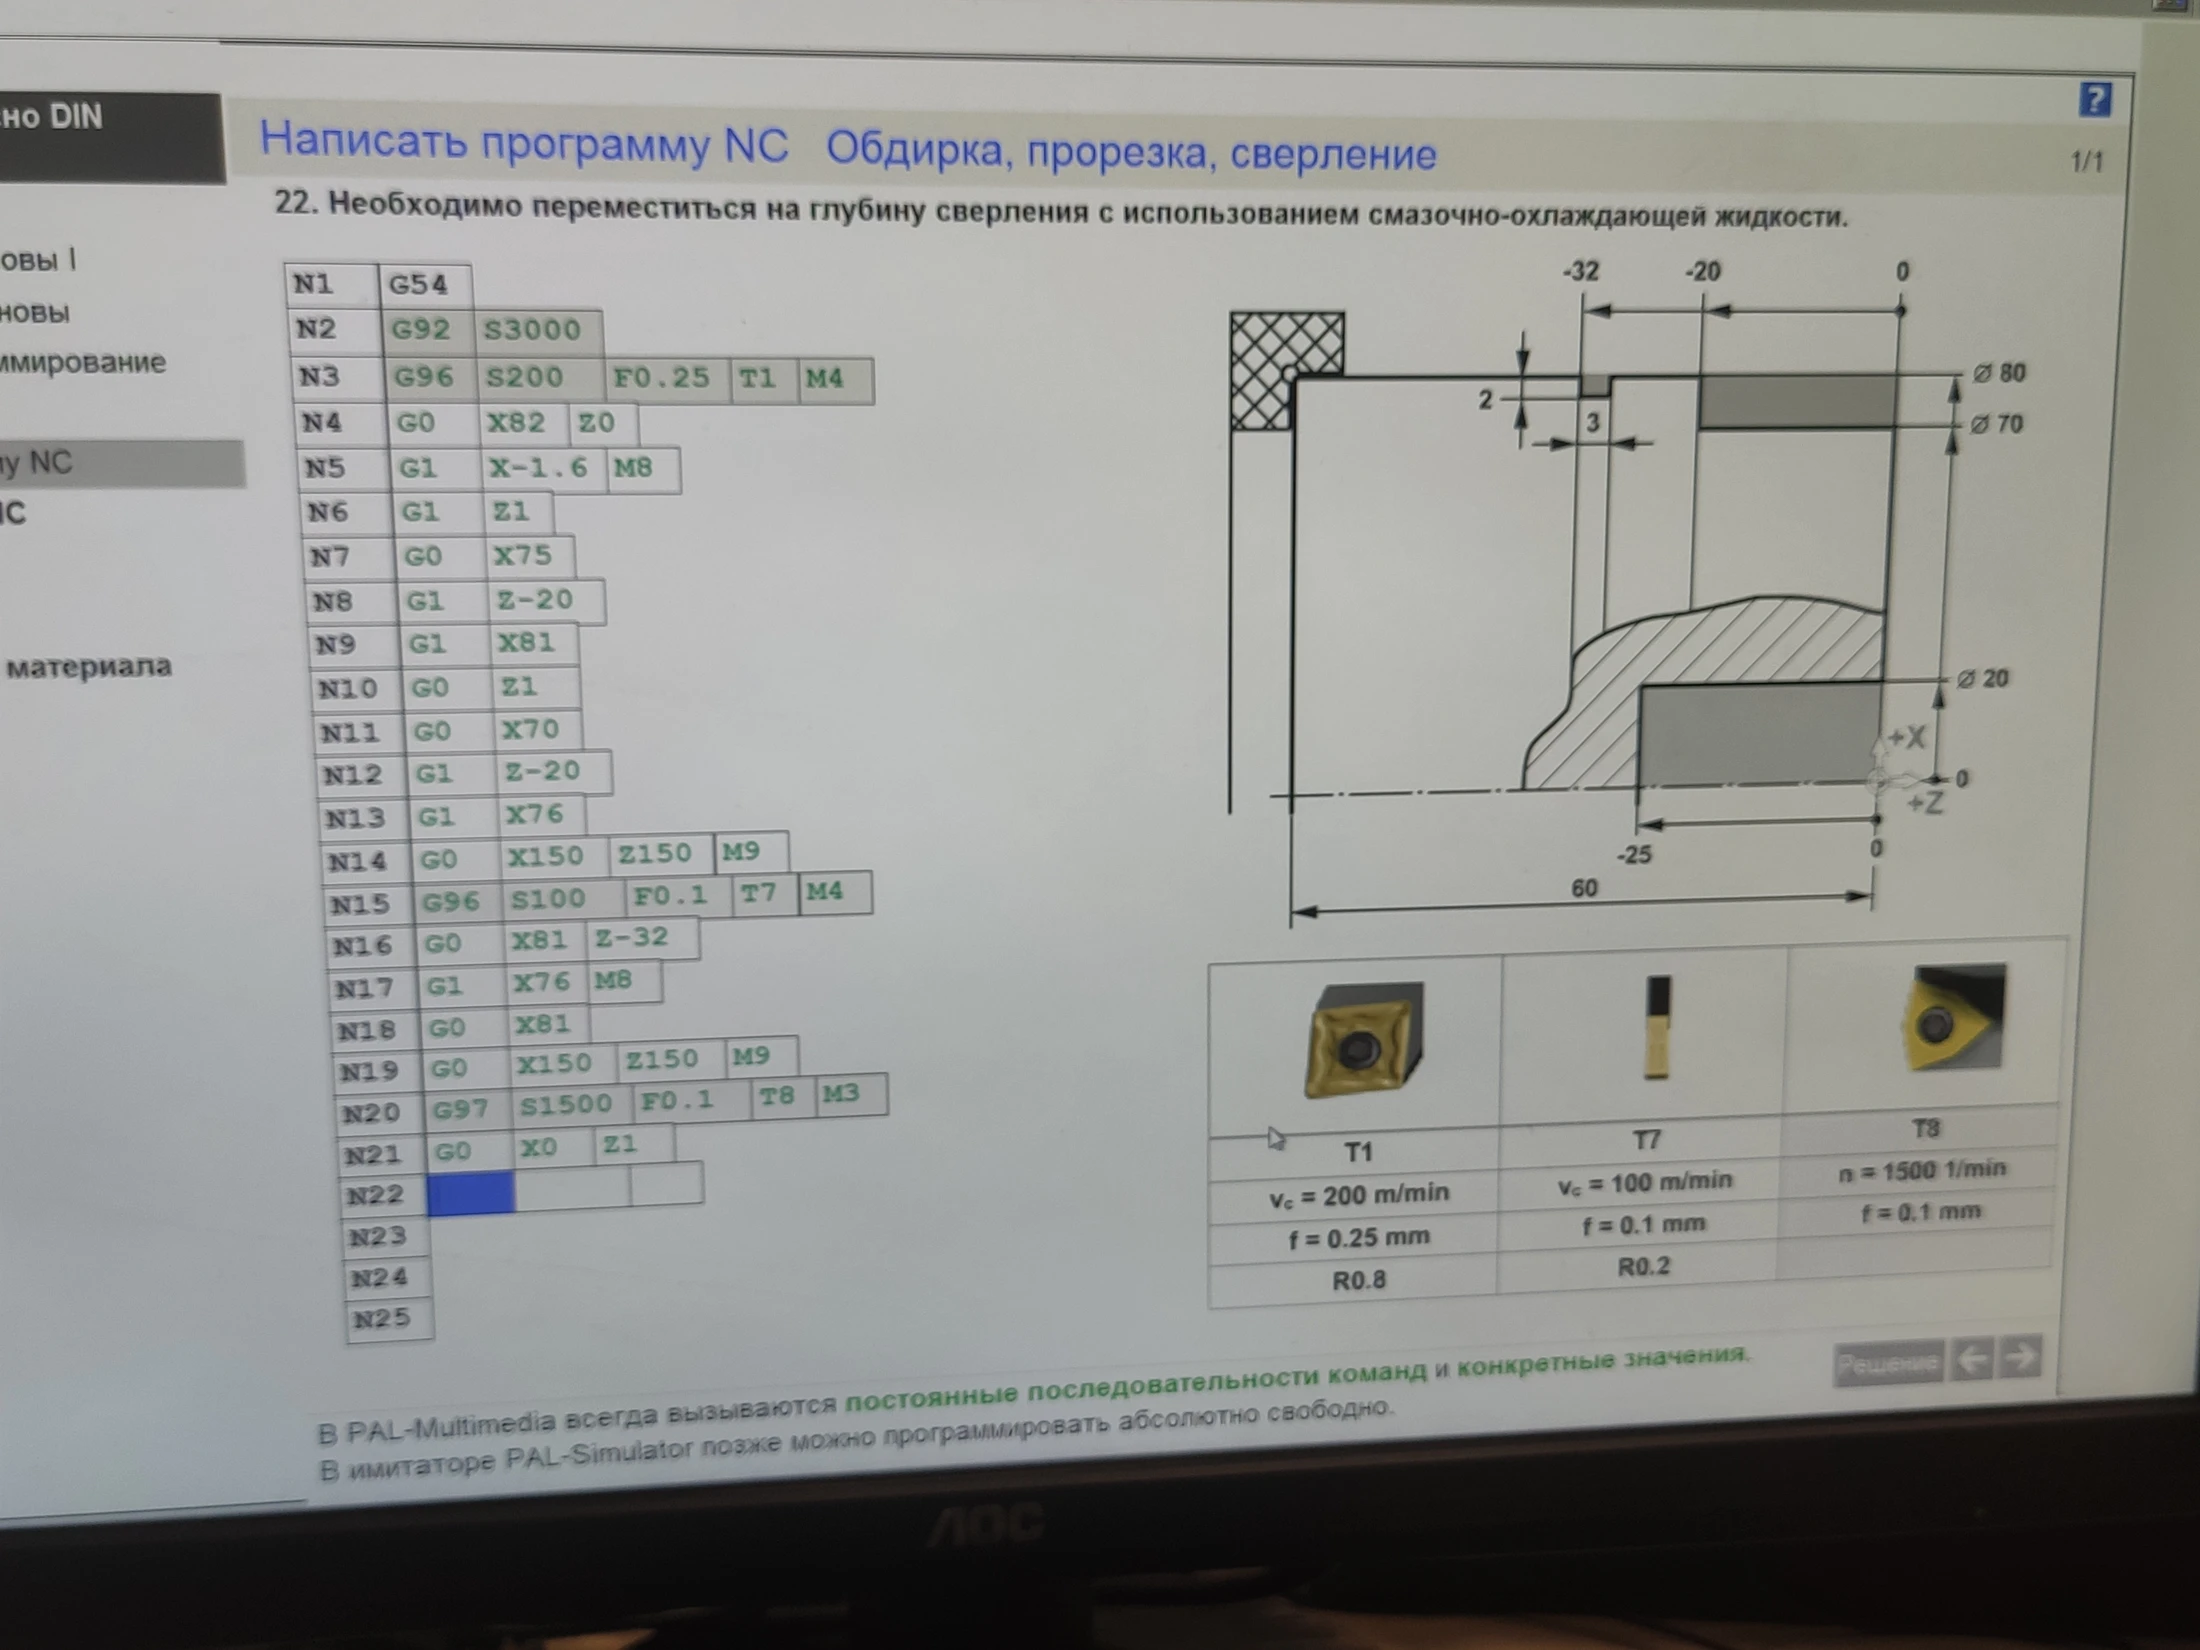 но DIN
овы I
новы
ммирование
у NC
материала
Написать программу NC Обдирка, прорезка, сверление
?
1/1
22. Необходимо переместиться на глубину сверления с использованием смазочно-охлаждающей жидкости.
N1 G54
N2 G92 S3000
N3 G96 S200 F0.25 T1 M4
N4 G0 X82 Z0
N5 G1 X-1.6 M8
N6 G1 Z1
N7 G0 X75
N8 G1 Z-20
N9 G1 X81
N10 G0 Z1
N11 G0 X70
N12 G1 Z-20
N13 G1 X76
N14 G0 X150 Z150 M9
N15 G96 S100 F0.1 T7 M4
N16 G0 X81 Z-32
N17 G1 X76 M8
N18 G0 X81
N19 G0 X150 Z150 M9
N20 G97 S1500 F0.1 T8 M3
N21 G0 X0 Z1
N22
N23
N24
N25
-32 -20 0
Ø 80
2
3
Ø 70
Ø 20
+X
0
+Z
-25 0
60
T1 T7 T8
vc = 200 m/min vc = 100 m/min n = 1500 1/min
f = 0.25 mm f = 0.1 mm f = 0.1 mm
R0.8 R0.2
Решение
В PAL-Multimedia всегда вызываются постоянные последовательности команд и конкретные значения.
В имитаторе PAL-Simulator позже можно программировать абсолютно свободно.
AOC